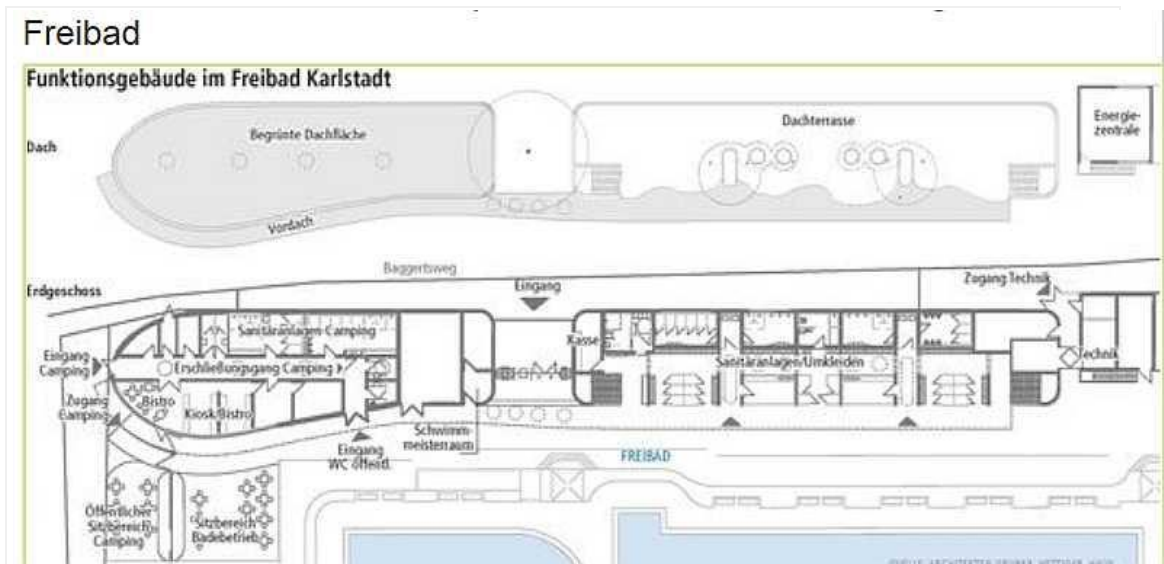 Freibad
Funktionsgebäude im Freibad Karlstadt
Dach
Begrünte Dachfläche
Dachterrasse
Energie-
zentrale
Vordach
Baggertsweg
Erdgeschoss
Eingang
Zugang Technik
Sanitäranlagen Camping
Kasse
Eingang
Camping
Erschließungsgang Camping
Sanitäranlagen/Umkleiden
Technik
Zugang
Camping
Bistro
Kiosk/Bistro
Eingang
WC öffentl.
Schwimm-
meisterraum
FREIBAD
Öffentlicher
Sitzbereich
Camping
Sitzbereich
Badebetrieb